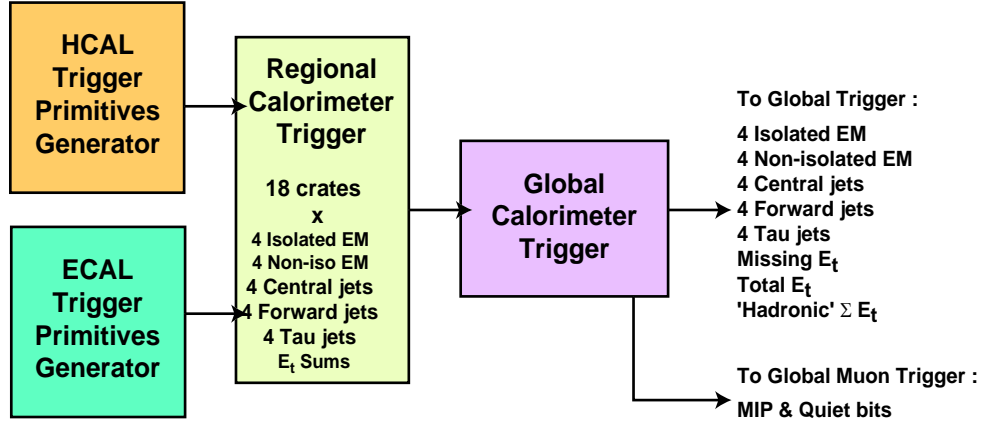 HCAL
Trigger
Primitives
Generator
ECAL
Trigger
Primitives
Generator
Regional
Calorimeter
Trigger
18 crates
x
4 Isolated EM
4 Non-iso EM
4 Central jets
4 Forward jets
4 Tau jets
Et Sums
Global
Calorimeter
Trigger
To Global Trigger :
4 Isolated EM
4 Non-isolated EM
4 Central jets
4 Forward jets
4 Tau jets
Missing Et
Total Et
'Hadronic' Σ Et
To Global Muon Trigger :
MIP & Quiet bits